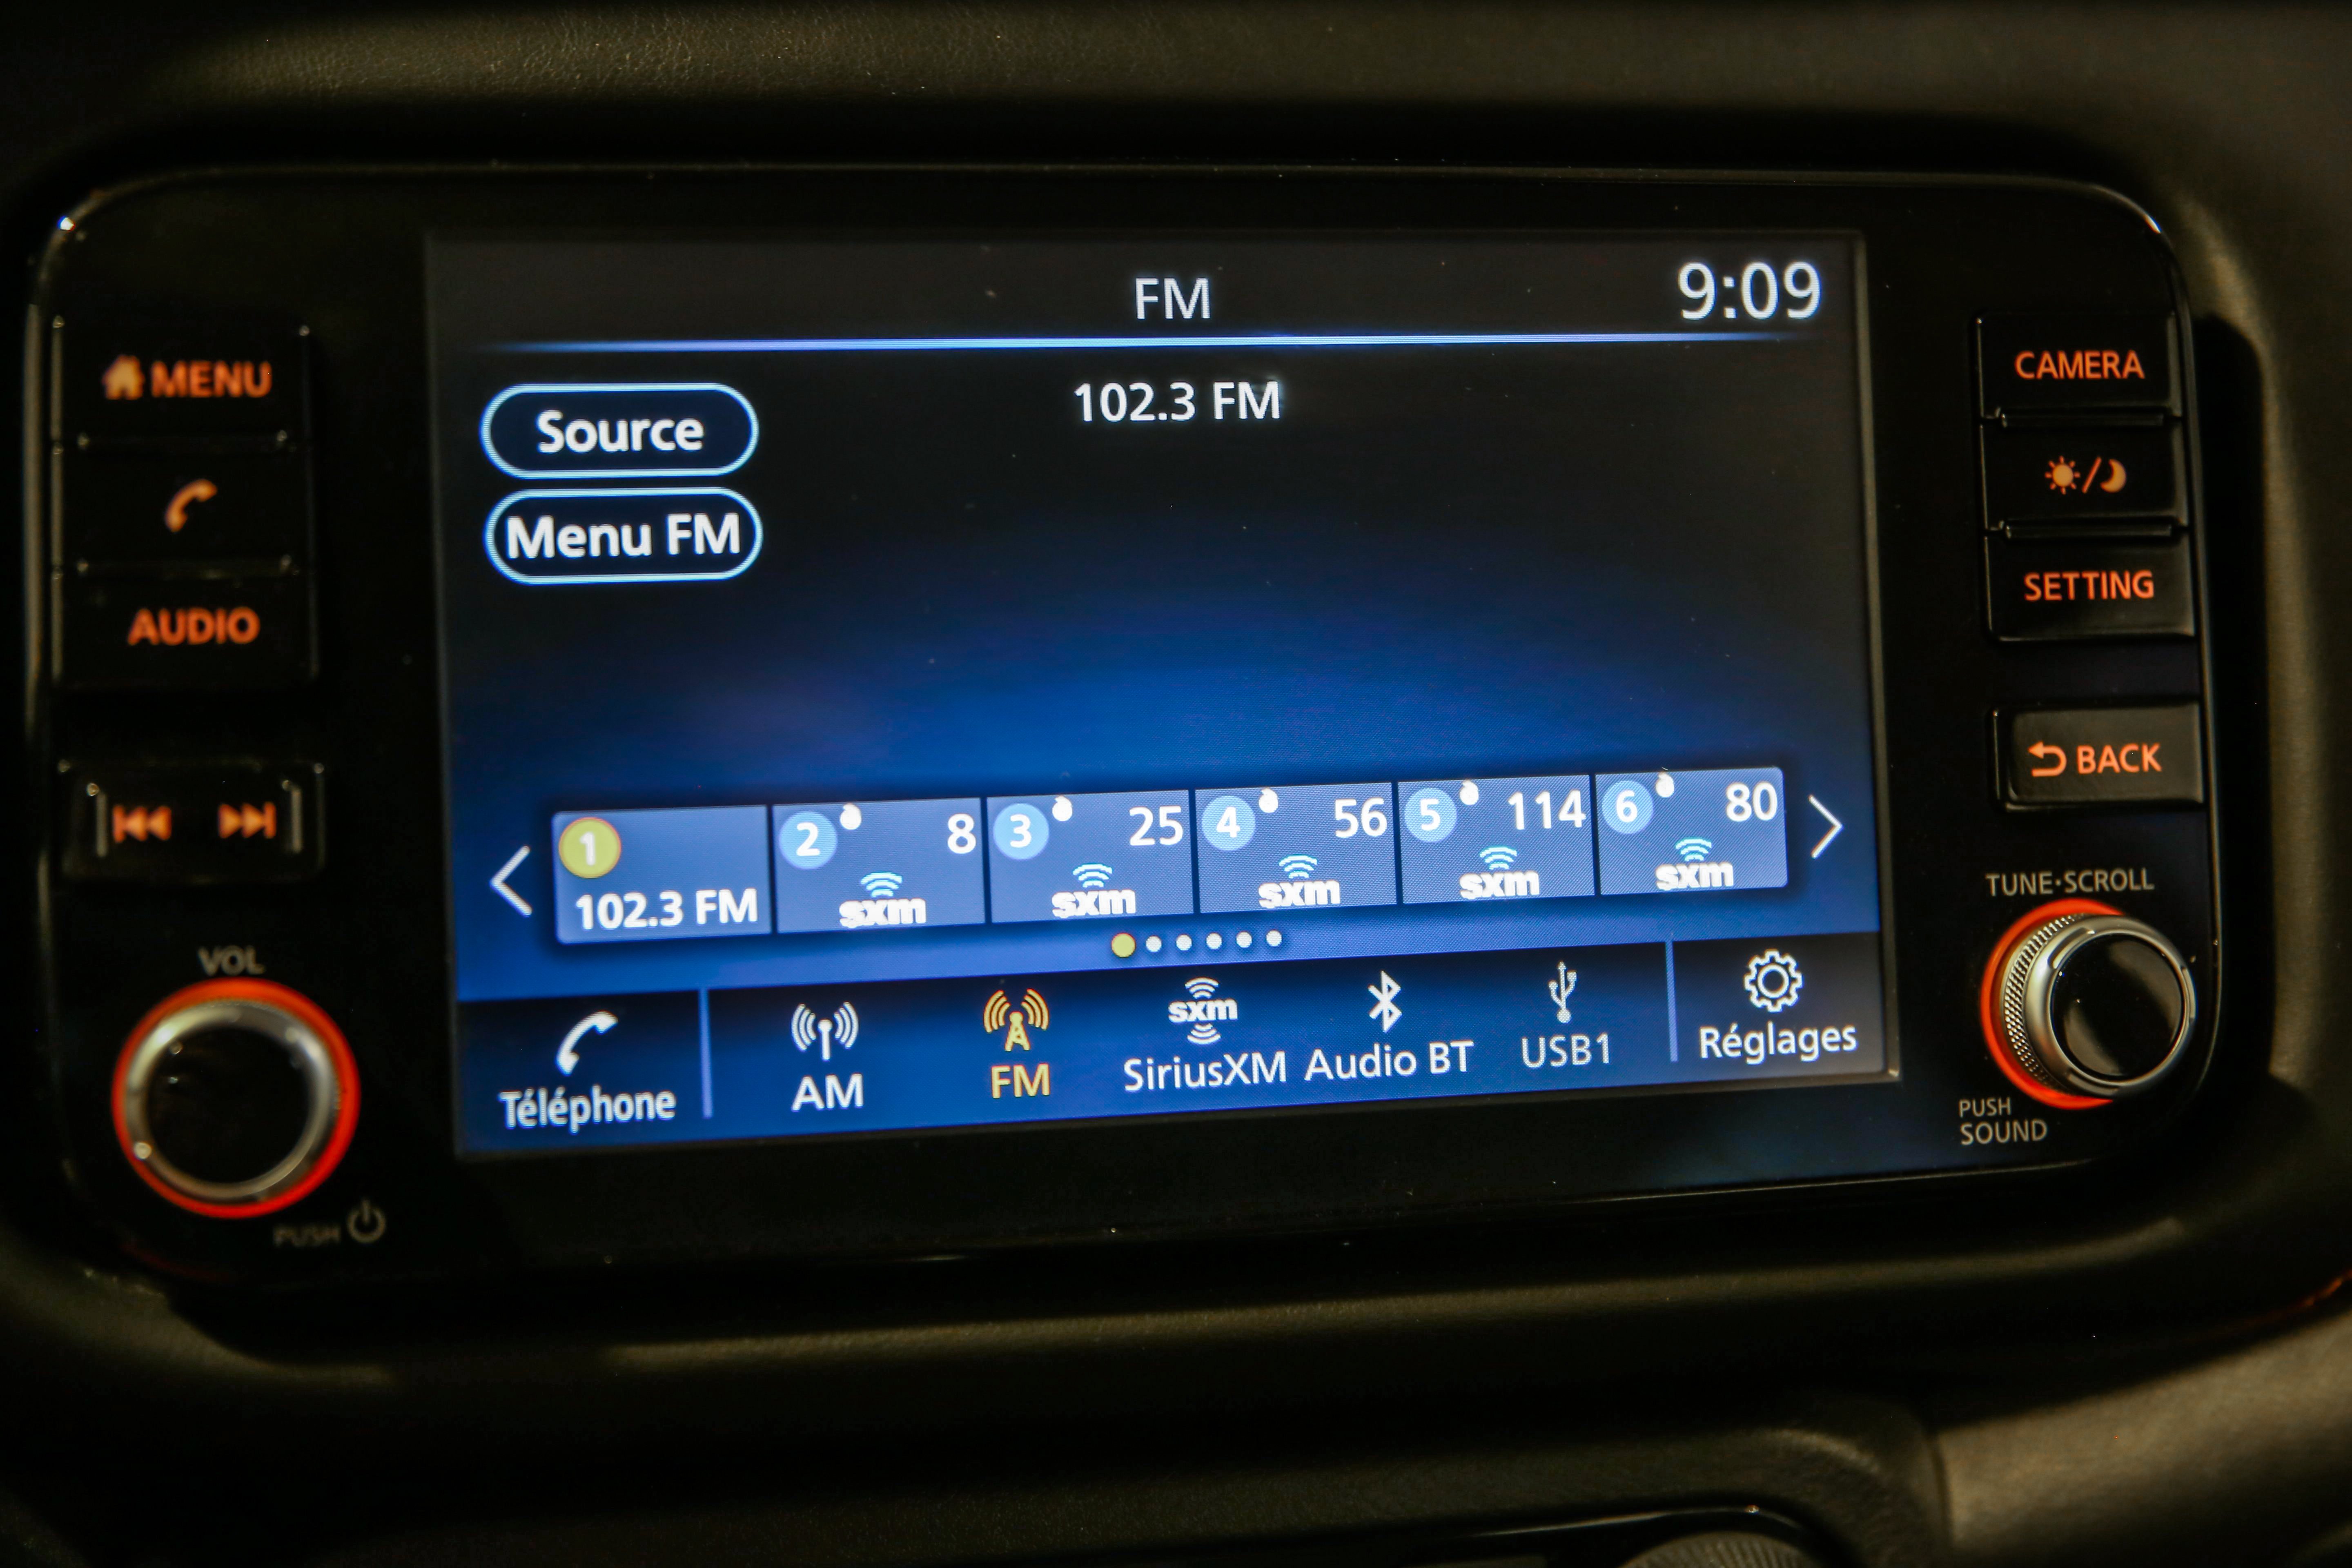 MENU
AUDIO
VOL
PUSH
FM
9:09
102.3 FM
Source
Menu FM
1
102.3 FM
2
8
sxm
3
25
sxm
4
56
sxm
5
114
sxm
6
80
sxm
Téléphone
AM
FM
sxm
SiriusXM
Audio BT
USB1
Réglages
CAMERA
SETTING
BACK
TUNE·SCROLL
PUSH
SOUND